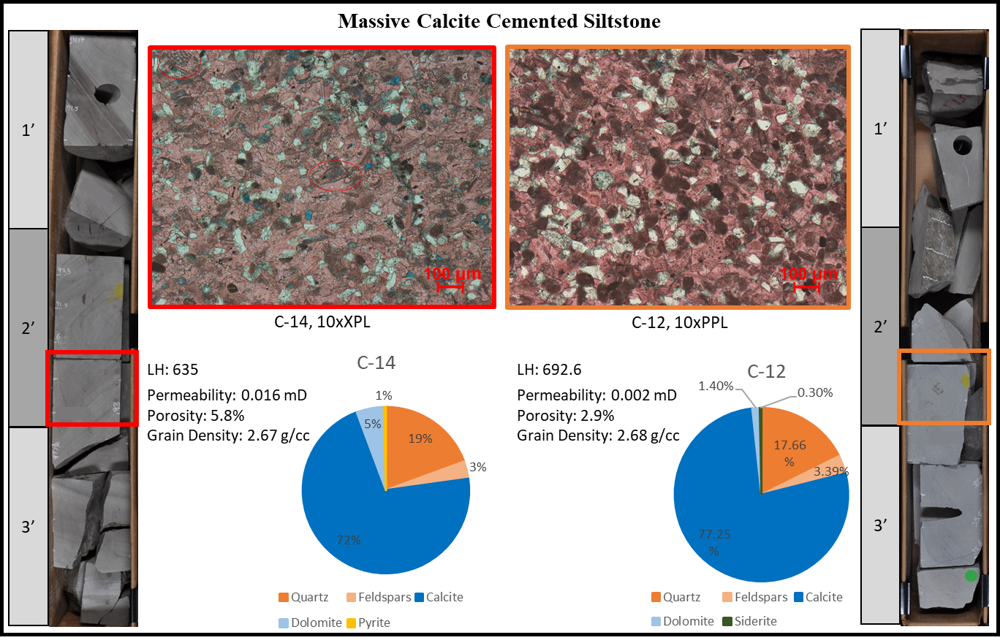 Massive Calcite Cemented Siltstone
1’
2’
3’
100 µm
C-14, 10xXPL
100 µm
C-12, 10xPPL
1’
2’
3’
LH: 635
Permeability: 0.016 mD
Porosity: 5.8%
Grain Density: 2.67 g/cc
C-14
1%
5%
19%
3%
72%
Quartz Feldspars Calcite
Dolomite Pyrite
LH: 692.6
Permeability: 0.002 mD
Porosity: 2.9%
Grain Density: 2.68 g/cc
C-12
1.40%
0.30%
17.66
%
3.39%
77.25
%
Quartz Feldspars Calcite
Dolomite Siderite